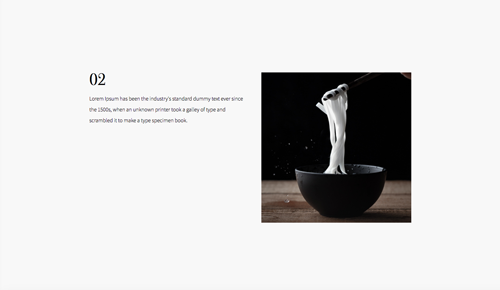 02
Lorem Ipsum has been the industry's standard dummy text ever since
the 1500s, when an unknown printer took a galley of type and
scrambled it to make a type specimen book.